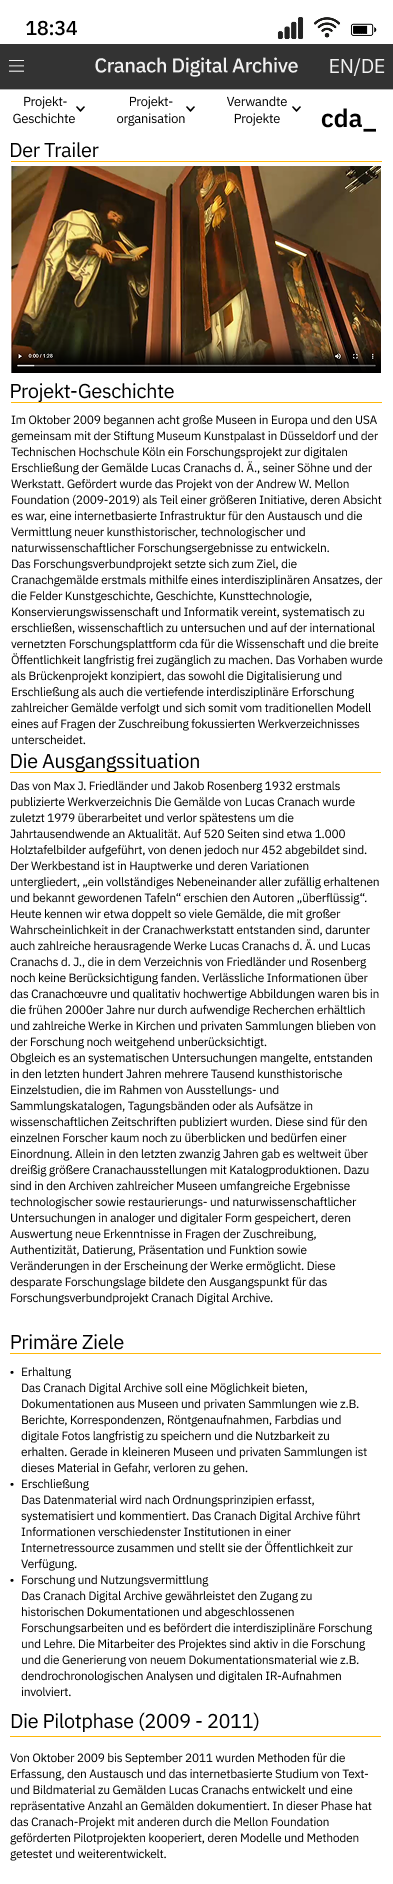 18:34
Cranach Digital Archive
EN/DE
Projekt-
Geschichte
Projekt-
organisation
Verwandte
Projekte
cda_
Der Trailer
0:00 / 1:28
Projekt-Geschichte
Im Oktober 2009 begannen acht große Museen in Europa und den USA
gemeinsam mit der Stiftung Museum Kunstpalast in Düsseldorf und der
Technischen Hochschule Köln ein Forschungsprojekt zur digitalen
Erschließung der Gemälde Lucas Cranachs d. Ä., seiner Söhne und der
Werkstatt. Gefördert wurde das Projekt von der Andrew W. Mellon
Foundation (2009-2019) als Teil einer größeren Initiative, deren Absicht
es war, eine internetbasierte Infrastruktur für den Austausch und die
Vermittlung neuer kunsthistorischer, technologischer und
naturwissenschaftlicher Forschungsergebnisse zu entwickeln.
Das Forschungsverbundprojekt setzte sich zum Ziel, die
Cranachgemälde erstmals mithilfe eines interdisziplinären Ansatzes, der
die Felder Kunstgeschichte, Geschichte, Kunsttechnologie,
Konservierungswissenschaft und Informatik vereint, systematisch zu
erschließen, wissenschaftlich zu untersuchen und auf der international
vernetzten Forschungsplattform cda für die Wissenschaft und die breite
Öffentlichkeit langfristig frei zugänglich zu machen. Das Vorhaben wurde
als Brückenprojekt konzipiert, das sowohl die Digitalisierung und
Erschließung als auch die vertiefende interdisziplinäre Erforschung
zahlreicher Gemälde verfolgt und sich somit vom traditionellen Modell
eines auf Fragen der Zuschreibung fokussierten Werkverzeichnisses
unterscheidet.
Die Ausgangssituation
Das von Max J. Friedländer und Jakob Rosenberg 1932 erstmals
publizierte Werkverzeichnis Die Gemälde von Lucas Cranach wurde
zuletzt 1979 überarbeitet und verlor spätestens um die
Jahrtausendwende an Aktualität. Auf 520 Seiten sind etwa 1.000
Holztafelbilder aufgeführt, von denen jedoch nur 452 abgebildet sind.
Der Werkbestand ist in Hauptwerke und deren Variationen
untergliedert, „ein vollständiges Nebeneinander aller zufällig erhaltenen
und bekannt gewordenen Tafeln“ erschien den Autoren „überflüssig“.
Heute kennen wir etwa doppelt so viele Gemälde, die mit großer
Wahrscheinlichkeit in der Cranachwerkstatt entstanden sind, darunter
auch zahlreiche herausragende Werke Lucas Cranachs d. Ä. und Lucas
Cranachs d. J., die in dem Verzeichnis von Friedländer und Rosenberg
noch keine Berücksichtigung fanden. Verlässliche Informationen über
das Cranachœuvre und qualitativ hochwertige Abbildungen waren bis in
die frühen 2000er Jahre nur durch aufwendige Recherchen erhältlich
und zahlreiche Werke in Kirchen und privaten Sammlungen blieben von
der Forschung noch weitgehend unberücksichtigt.
Obgleich es an systematischen Untersuchungen mangelte, entstanden
in den letzten hundert Jahren mehrere Tausend kunsthistorische
Einzelstudien, die im Rahmen von Ausstellungs- und
Sammlungskatalogen, Tagungsbänden oder als Aufsätze in
wissenschaftlichen Zeitschriften publiziert wurden. Diese sind für den
einzelnen Forscher kaum noch zu überblicken und bedürfen einer
Einordnung. Allein in den letzten zwanzig Jahren gab es weltweit über
dreißig größere Cranachausstellungen mit Katalogproduktionen. Dazu
sind in den Archiven zahlreicher Museen umfangreiche Ergebnisse
technologischer sowie restaurierungs- und naturwissenschaftlicher
Untersuchungen in analoger und digitaler Form gespeichert, deren
Auswertung neue Erkenntnisse in Fragen der Zuschreibung,
Authentizität, Datierung, Präsentation und Funktion sowie
Veränderungen in der Erscheinung der Werke ermöglicht. Diese
desparate Forschungslage bildete den Ausgangspunkt für das
Forschungsverbundprojekt Cranach Digital Archive.
Primäre Ziele
• Erhaltung
Das Cranach Digital Archive soll eine Möglichkeit bieten,
Dokumentationen aus Museen und privaten Sammlungen wie z.B.
Berichte, Korrespondenzen, Röntgenaufnahmen, Farbdias und
digitale Fotos langfristig zu speichern und die Nutzbarkeit zu
erhalten. Gerade in kleineren Museen und privaten Sammlungen ist
dieses Material in Gefahr, verloren zu gehen.
• Erschließung
Das Datenmaterial wird nach Ordnungsprinzipien erfasst,
systematisiert und kommentiert. Das Cranach Digital Archive führt
Informationen verschiedenster Institutionen in einer
Internetressource zusammen und stellt sie der Öffentlichkeit zur
Verfügung.
• Forschung und Nutzungsvermittlung
Das Cranach Digital Archive gewährleistet den Zugang zu
historischen Dokumentationen und abgeschlossenen
Forschungsarbeiten und es befördert die interdisziplinäre Forschung
und Lehre. Die Mitarbeiter des Projektes sind aktiv in die Forschung
und die Generierung von neuem Dokumentationsmaterial wie z.B.
dendrochronologischen Analysen und digitalen IR-Aufnahmen
involviert.
Die Pilotphase (2009 - 2011)
Von Oktober 2009 bis September 2011 wurden Methoden für die
Erfassung, den Austausch und das internetbasierte Studium von Text-
und Bildmaterial zu Gemälden Lucas Cranachs entwickelt und eine
repräsentative Anzahl an Gemälden dokumentiert. In dieser Phase hat
das Cranach-Projekt mit anderen durch die Mellon Foundation
geförderten Pilotprojekten kooperiert, deren Modelle und Methoden
getestet und weiterentwickelt.